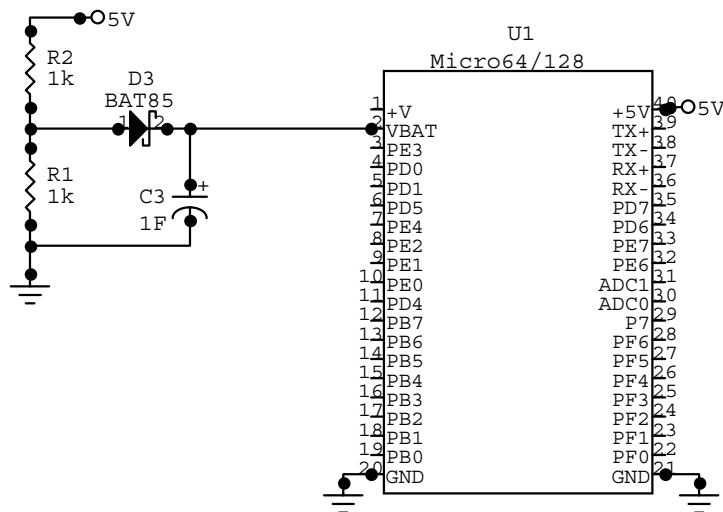 5V
R2
1k
D3
BAT85
1 2
R1
1k
C3
+
1F
U1
Micro64/128
1 +V
2 VBAT
3 PE3
4 PD0
5 PD1
6 PD5
7 PE4
8 PE2
9 PE1
10 PE0
11 PD4
12 PB7
13 PB6
14 PB5
15 PB4
16 PB3
17 PB2
18 PB1
19 PB0
20 GND
+5V 40 5V
TX+ 39
TX- 38
RX+ 37
RX- 36
PD7 35
PD6 34
PE7 33
PE6 32
ADC1 31
ADC0 30
P7 29
PF6 28
PF5 27
PF4 26
PF3 25
PF2 24
PF1 23
PF0 22
GND 21